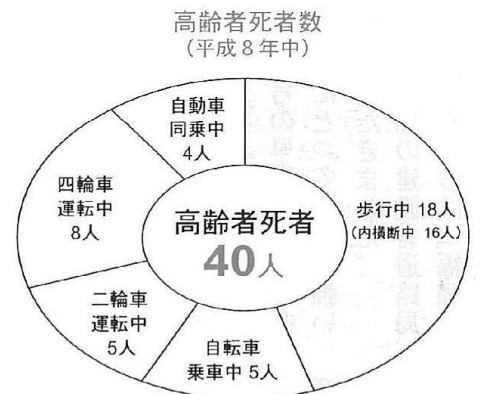 高齢者死者数
(平成8年中)
自動車
同乗中
4人
四輪車
運転中
8人
高齢者死者
40人
歩行中 18人
(内横断中 16人)
二輪車
運転中
5人
自転車
乗車中 5人